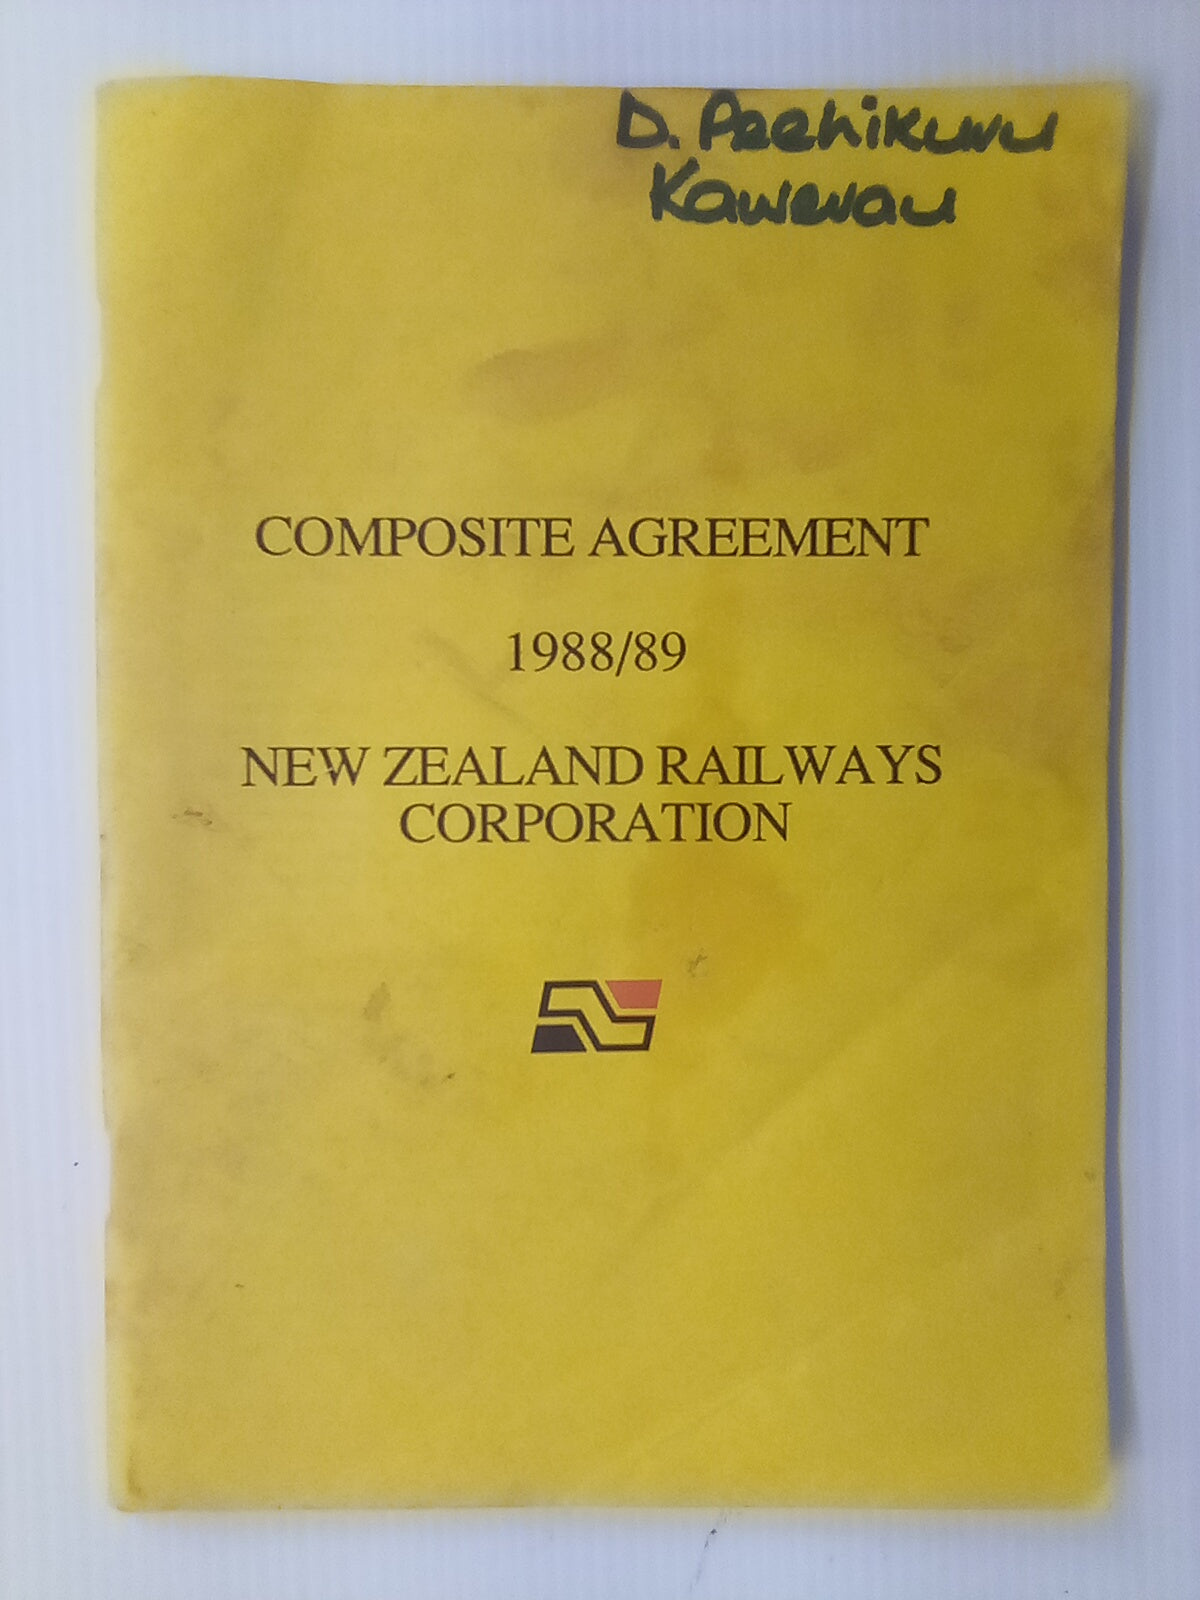 D. Peehikuru
Kawerau
COMPOSITE AGREEMENT
1988/89
NEW ZEALAND RAILWAYS
CORPORATION